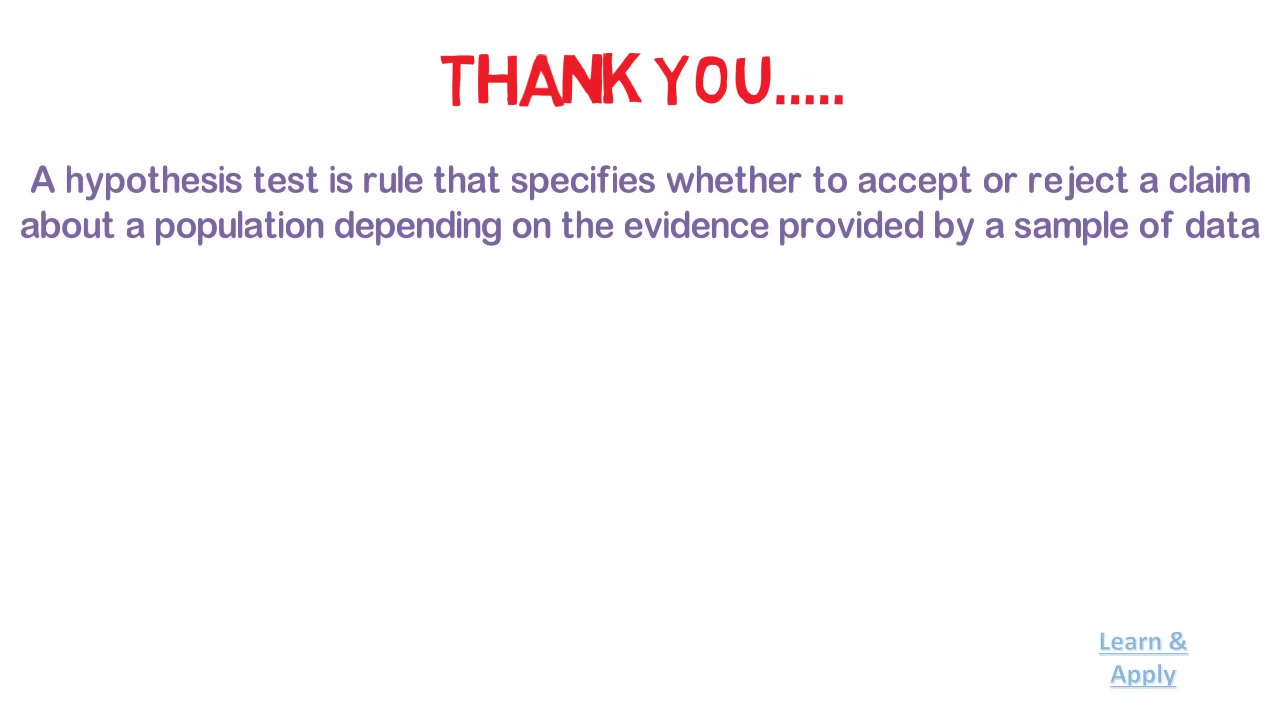 THANK YOU.....
A hypothesis test is rule that specifies whether to accept or reject a claim
about a population depending on the evidence provided by a sample of data
Learn &
Apply